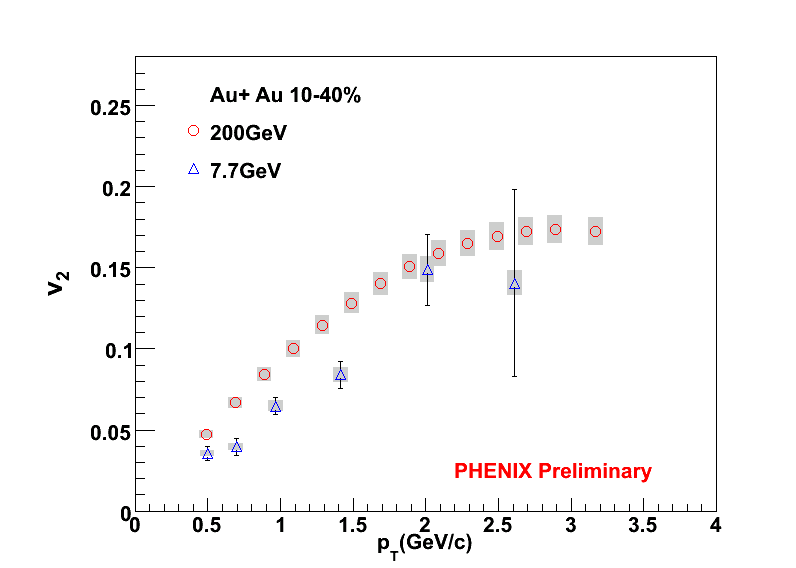 Au+ Au 10-40%
200GeV
7.7GeV
0.25
0.2
0.15
0.1
0.05
0
v2
PHENIX Preliminary
0 0.5 1 1.5 2 2.5 3 3.5 4
pT(GeV/c)